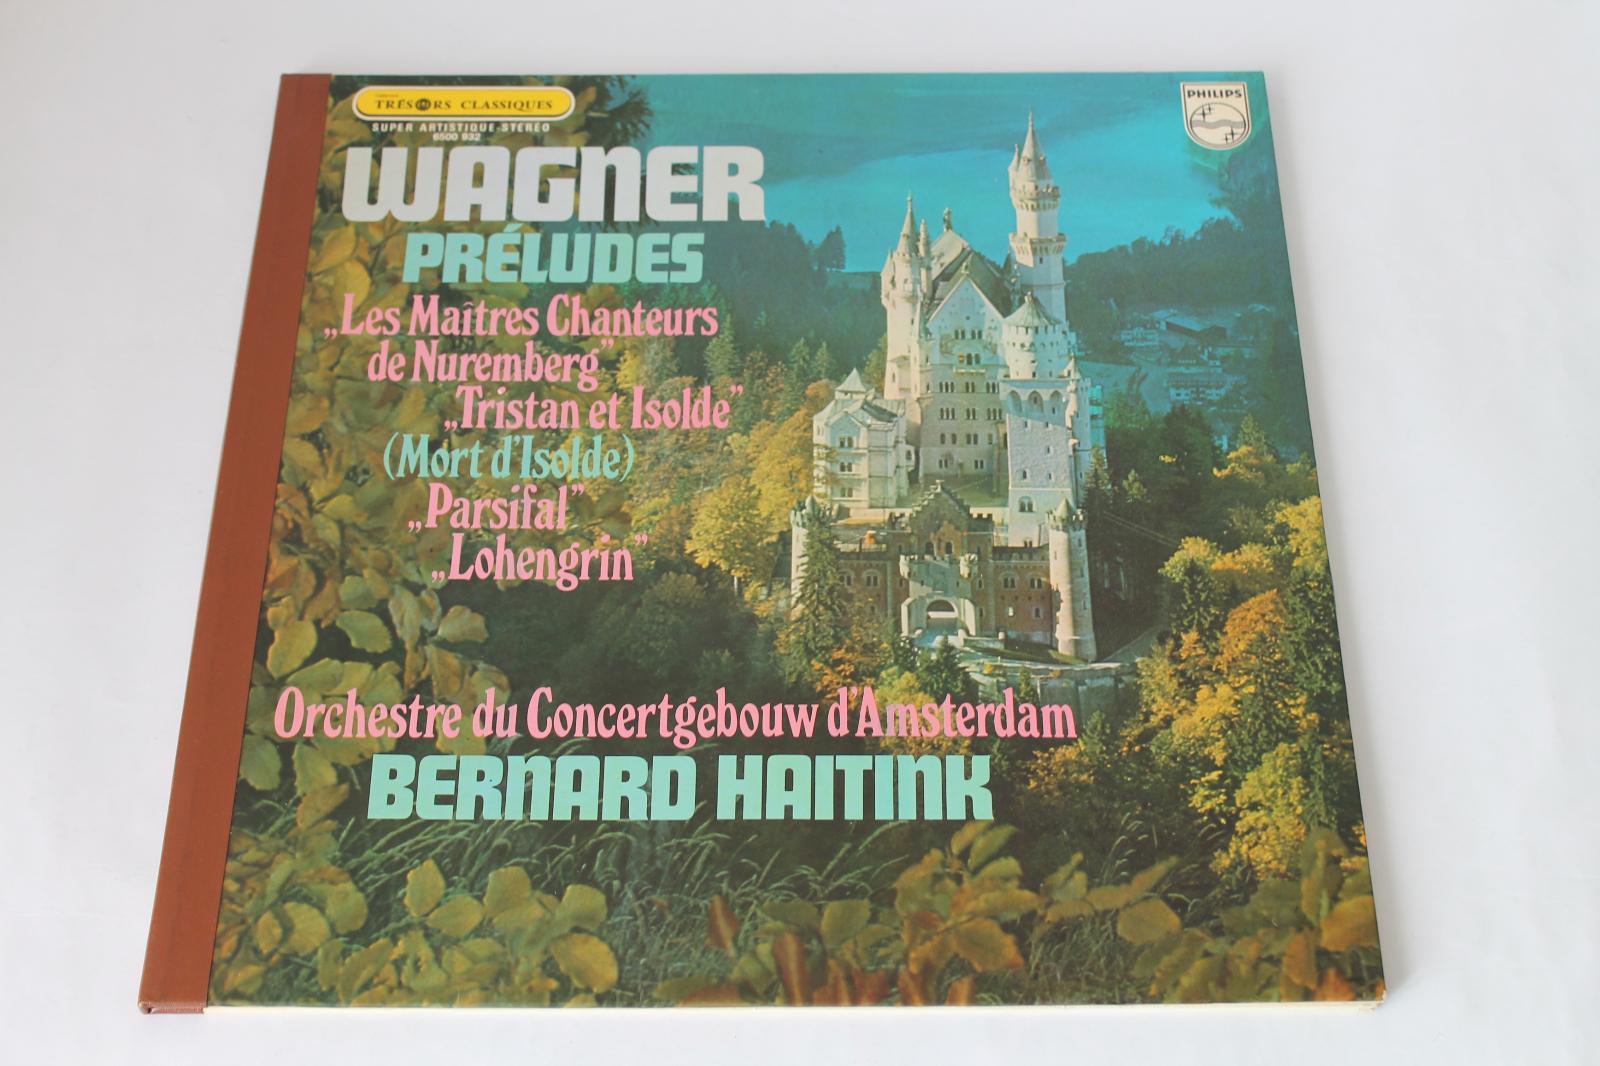 TRÉSORS CLASSIQUES
SUPER ARTISTIQUE-STEREO
6500 932
PHILIPS
WAGNER
PRÉLUDES
„Les Maîtres Chanteurs
de Nuremberg”
„Tristan et Isolde”
(Mort d'Isolde)
„Parsifal”
„Lohengrin”
Orchestre du Concertgebouw d'Amsterdam
BERNARD HAITINK